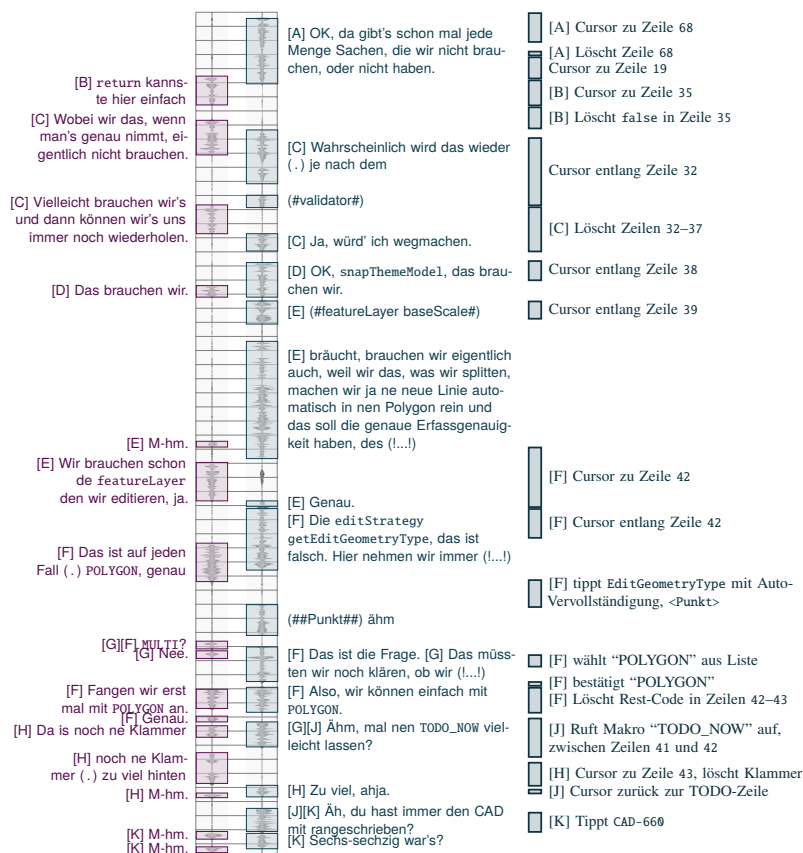 [A] OK, da gibt's schon mal jede
Menge Sachen, die wir nicht brau-
chen, oder nicht haben.
[A] Cursor zu Zeile 68
[A] Löscht Zeile 68
Cursor zu Zeile 19
[B] return kanns-
te hier einfach
[B] Cursor zu Zeile 35
[B] Löscht false in Zeile 35
[C] Wobei wir das, wenn
man's genau nimmt, ei-
gentlich nicht brauchen.
[C] Wahrscheinlich wird das wieder
(.) je nach dem
Cursor entlang Zeile 32
(#validator#)
[C] Vielleicht brauchen wir's
und dann können wir's uns
immer noch wiederholen.
[C] Ja, würd' ich wegmachen.
[C] Löscht Zeilen 32–37
[D] OK, snapThemeModel, das brau-
chen wir.
Cursor entlang Zeile 38
[D] Das brauchen wir.
[E] (#featureLayer baseScale#)
Cursor entlang Zeile 39
[E] bräucht, brauchen wir eigentlich
auch, weil wir das, was wir splitten,
machen wir ja ne neue Linie auto-
matisch in nen Polygon rein und
das soll die genaue Erfassgenauig-
keit haben, des (!...!)
[E] M-hm.
[E] Wir brauchen schon
de featureLayer
den wir editieren, ja.
[F] Cursor zu Zeile 42
[E] Genau.
[F] Die editStrategy
getEditGeometryType, das ist
falsch. Hier nehmen wir immer (!...!)
[F] Cursor entlang Zeile 42
[F] Das ist auf jeden
Fall (.) POLYGON, genau
[F] tippt EditGeometryType mit Auto-
Vervollständigung, <Punkt>
(##Punkt##) ähm
[G][F] MULTI?
[G] Nee.
[F] Das ist die Frage. [G] Das müss-
ten wir noch klären, ob wir (!...!)
[F] wählt “POLYGON” aus Liste
[F] bestätigt “POLYGON”
[F] Fangen wir erst
mal mit POLYGON an.
[F] Also, wir können einfach mit
POLYGON.
[F] Löscht Rest-Code in Zeilen 42–43
[F] Genau.
[H] Da is noch ne Klammer
[G][J] Ähm, mal nen TODO_NOW viel-
leicht lassen?
[J] Ruft Makro “TODO_NOW” auf,
zwischen Zeilen 41 und 42
[H] noch ne Klam-
mer (.) zu viel hinten
[H] Cursor zu Zeile 43, löscht Klammer
[H] M-hm.
[H] Zu viel, ahja.
[J] Cursor zurück zur TODO-Zeile
[J][K] Äh, du hast immer den CAD
mit rangeschrieben?
[K] Tippt CAD-660
[K] M-hm.
[K] Sechs-sechzig war's?
[K] M-hm.